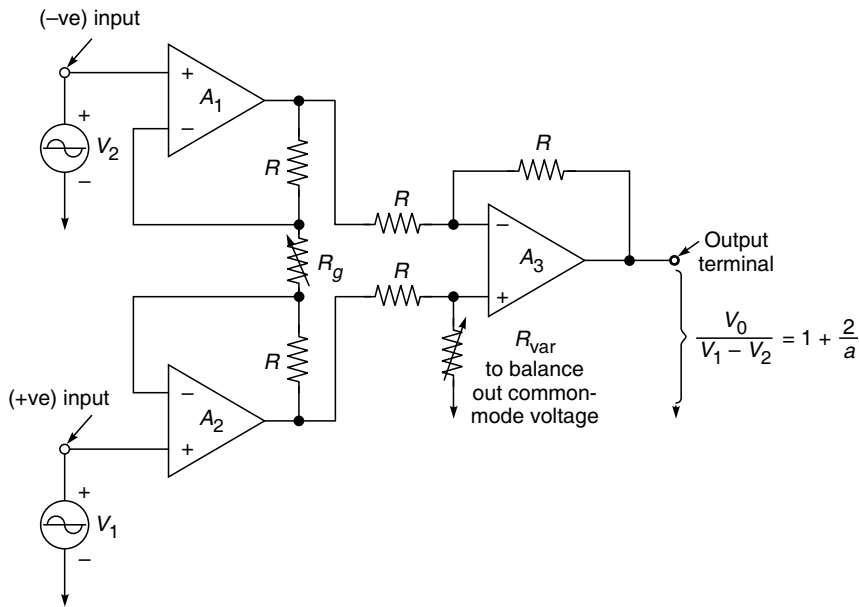 (–ve) input
+
V2
–
+
–
A1
R
Rg
R
–
+
A2
(+ve) input
+
V1
–
R
R
R
–
+
A3
Rvar
to balance
out common-
mode voltage
Output
terminal
V0
V1 – V2
= 1 + 2
a